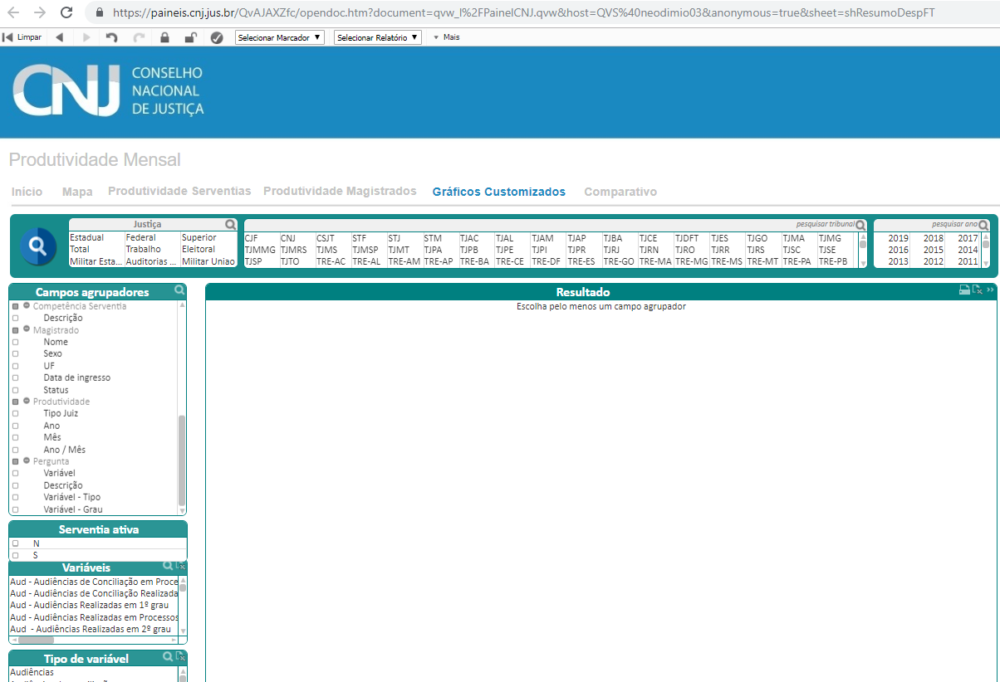 https://paineis.cnj.jus.br/QvAJAXZfc/opendoc.htm?document=qvw_l%2FPainelCNJ.qvw&host=QVS%40neodimio03&anonymous=true&sheet=shResumoDespFT
Limpar Selecionar Marcador Selecionar Relatório Mais
CNJ
CONSELHO
NACIONAL
DE JUSTIÇA
Produtividade Mensal
Início Mapa Produtividade Serventias Produtividade Magistrados Gráficos Customizados Comparativo
Justiça pesquisar tribunal pesquisar ano
Estadual Federal Superior CJF CNJ CSJT STF STJ STM TJAC TJAL TJAM TJAP TJBA TJCE TJDFT TJES TJGO TJMA TJMG 2019 2018 2017
Total Trabalho Eleitoral TJMMG TJMRS TJMS TJMSP TJMT TJPA TJPB TJPE TJPI TJPR TJRJ TJRN TJRO TJRR TJRS TJSC TJSE 2016 2015 2014
Militar Esta... Auditorias ... Militar Uniao TJSP TJTO TRE-AC TRE-AL TRE-AM TRE-AP TRE-BA TRE-CE TRE-DF TRE-ES TRE-GO TRE-MA TRE-MG TRE-MS TRE-MT TRE-PA TRE-PB 2013 2012 2011
Campos agrupadores
Competência Serventia
Descrição
Magistrado
Nome
Sexo
UF
Data de ingresso
Status
Produtividade
Tipo Juiz
Ano
Mês
Ano / Mês
Pergunta
Variável
Descrição
Variável - Tipo
Variável - Grau
Serventia ativa
N
S
Variáveis
Aud - Audiências de Conciliação em Proce
Aud - Audiências de Conciliação Realizada
Aud - Audiências Realizadas em 1º grau
Aud - Audiências Realizadas em Processos
Aud - Audiências Realizadas em 2º grau
Tipo de variável
Audiências
Resultado
Escolha pelo menos um campo agrupador